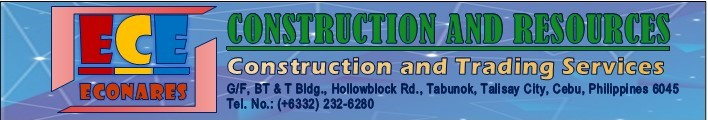 ECE
ECONARES
CONSTRUCTION AND RESOURCES
Construction and Trading Services
G/F, BT & T Bldg., Hollowblock Rd., Tabunok, Talisay City, Cebu, Philippines 6045
Tel. No.: (+6332) 232-6280